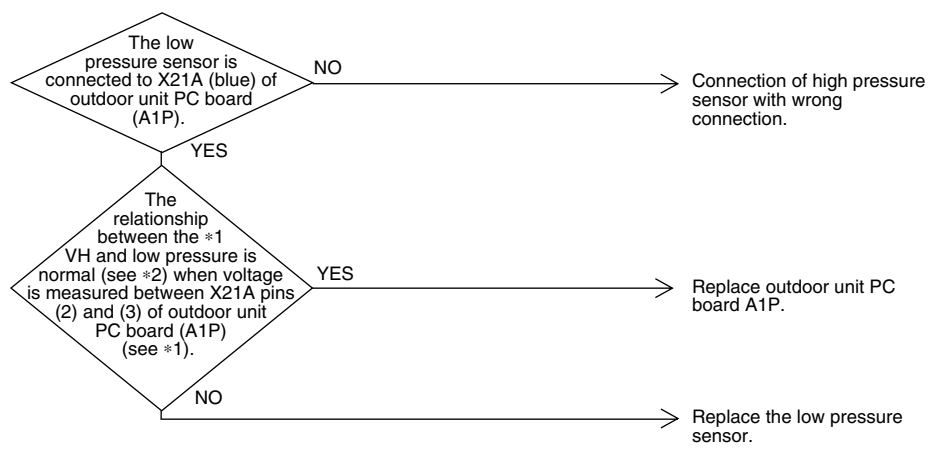 The low
pressure sensor is
connected to X21A (blue) of
outdoor unit PC board
(A1P).
NO
Connection of high pressure
sensor with wrong
connection.
YES
The
relationship
between the *1
VH and low pressure is
normal (see *2) when voltage
is measured between X21A pins
(2) and (3) of outdoor unit
PC board (A1P)
(see *1).
YES
Replace outdoor unit PC
board A1P.
NO
Replace the low pressure
sensor.